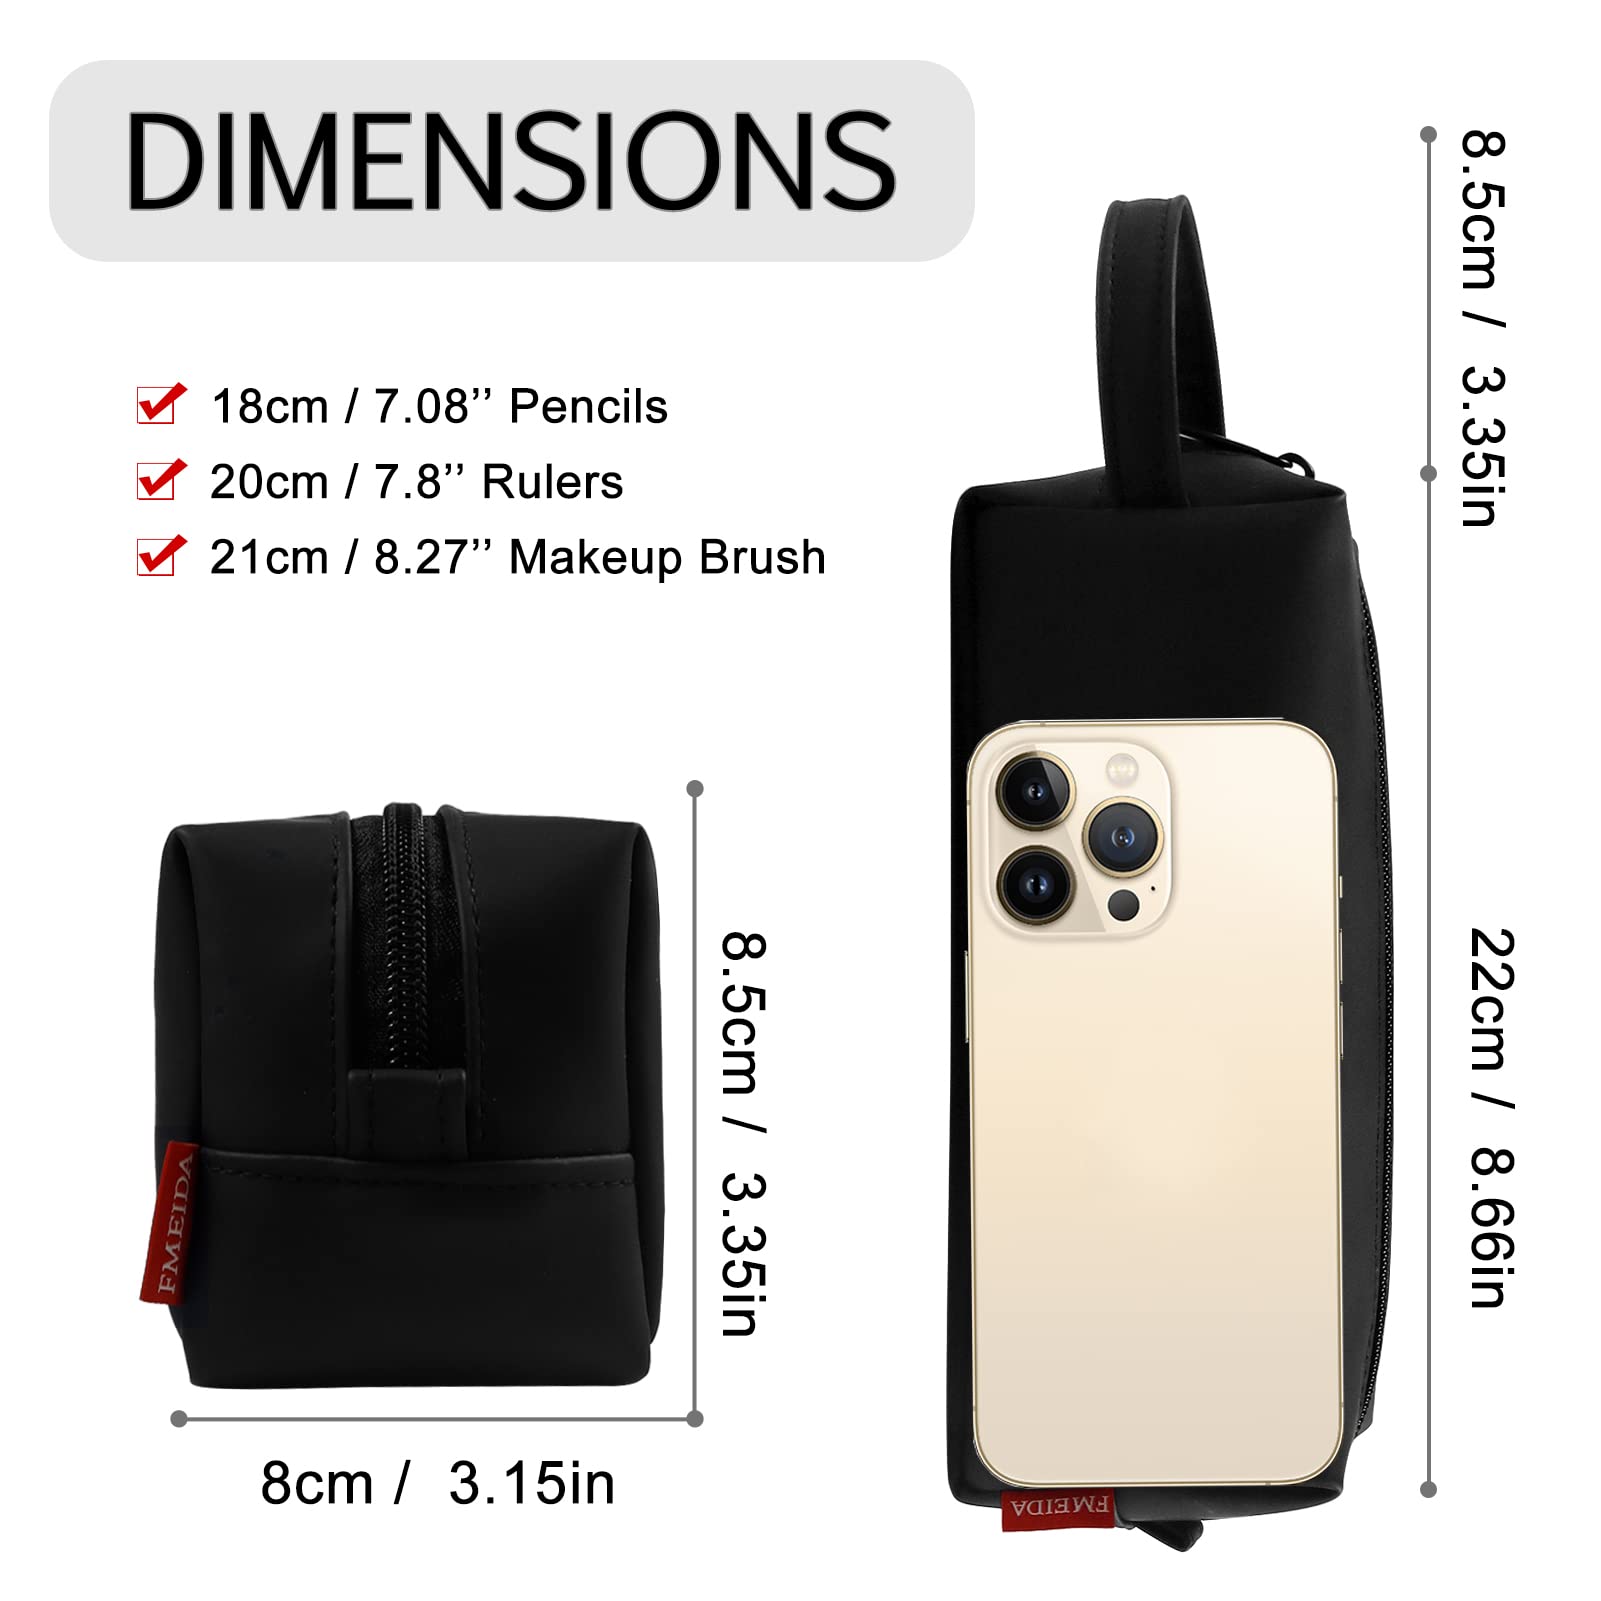 DIMENSIONS
18cm / 7.08’’ Pencils
20cm / 7.8’’ Rulers
21cm / 8.27’’ Makeup Brush
8.5cm / 3.35in
22cm / 8.66in
8.5cm / 3.35in
8cm / 3.15in
FMEIDA
FMEIDA